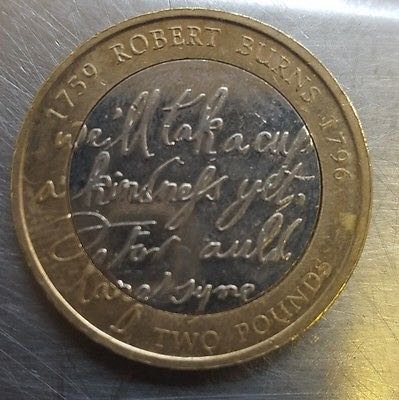 1759 ROBERT BURNS 1796
we'll tak a cup
a' kindness yet,
For auld
lang syne
TWO POUNDS